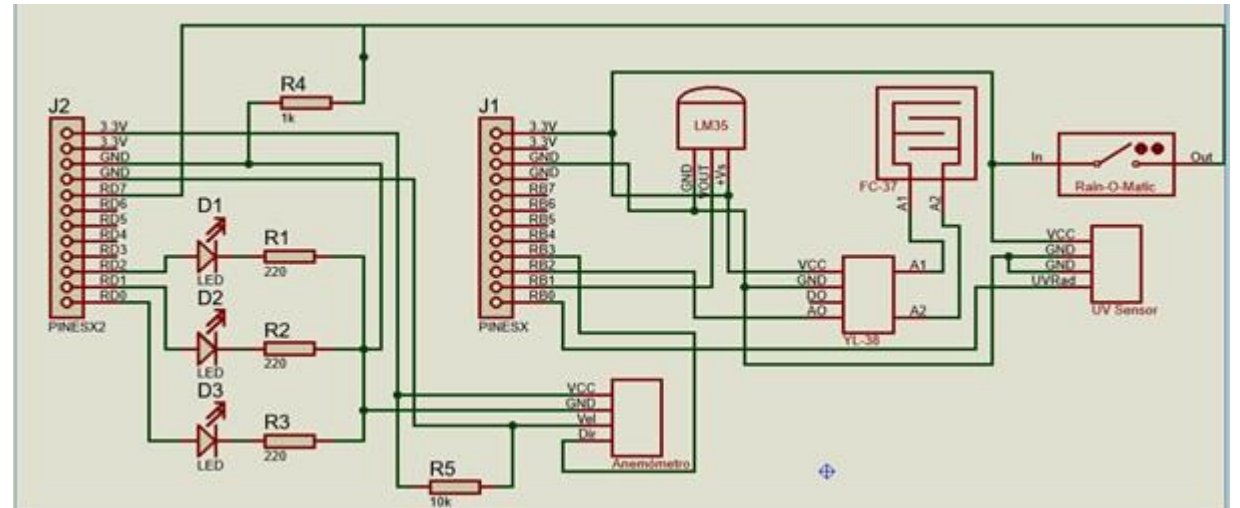 J2
3.3V
3.3V
GND
GND
RD7
RD6
RD5
RD4
RD3
RD2
RD1
RD0
PINESX2
R4
1k
D1
LED
R1
220
D2
LED
R2
220
D3
LED
R3
220
J1
3.3V
3.3V
GND
GND
RB7
RB6
RB5
RB4
RB3
RB2
RB1
RB0
PINESX
LM35
GND
VOUT
+Vs
FC-37
A1
A2
In
Out
Rain-O-Matic
VCC
GND
DO
AO
A1
A2
YL-38
VCC
GND
GND
UVRad
UV Sensor
VCC
GND
Vel
Dir
Anemómetro
R5
10k